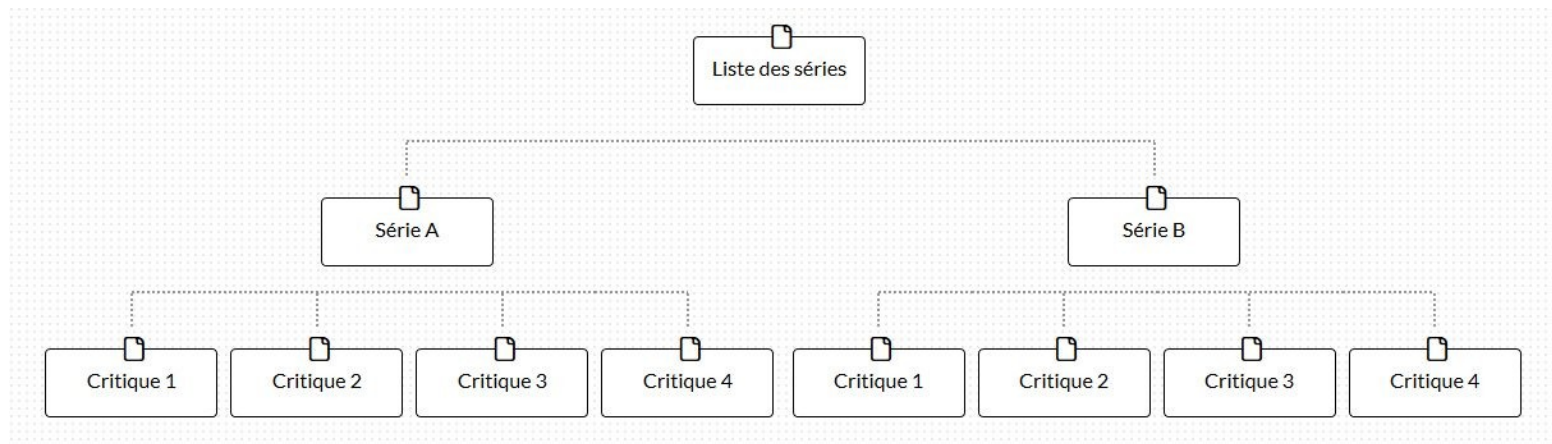 Liste des séries
Série A
Série B
Critique 1
Critique 2
Critique 3
Critique 4
Critique 1
Critique 2
Critique 3
Critique 4